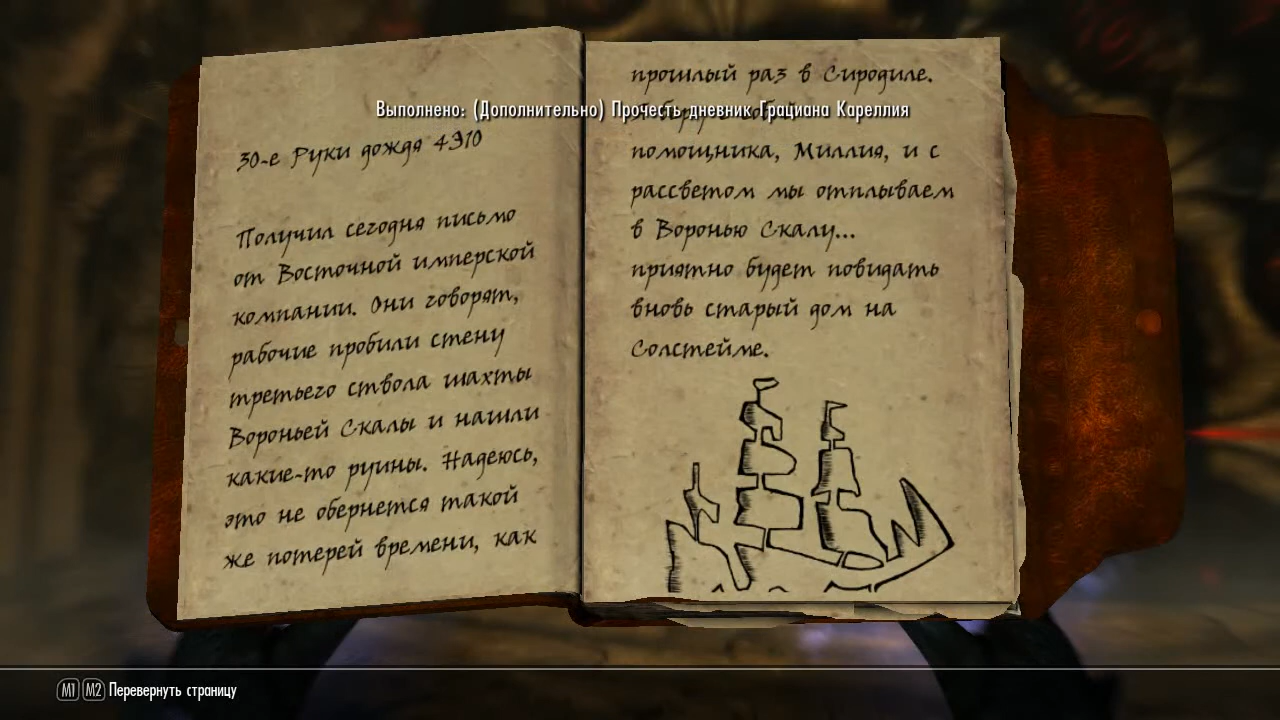 30-е Руки дождя 4Э10
Получил сегодня письмо
от Восточной имперской
компании. Они говорят,
рабочие пробили стену
третьего ствола шахты
Вороньей Скалы и нашли
какие-то руины. Надеюсь,
это не обернется такой
же потерей времени, как
прошлый раз в Сиродиле.
Выполнено: (Дополнительно) Прочесть дневник Грациана Кареллия
помощника, Миллия, и с
рассветом мы отплываем
в Воронью Скалу...
приятно будет повидать
вновь старый дом на
Солстейме.
M1 M2 Перевернуть страницу